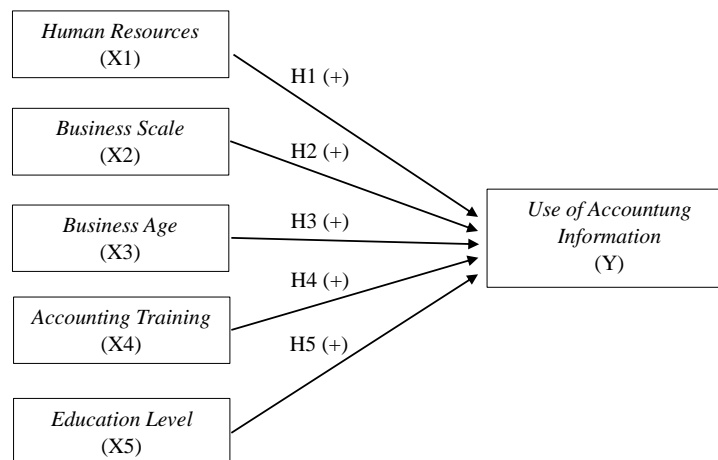 Human Resources
(X1)
H1 (+)
Business Scale
(X2)
H2 (+)
Business Age
(X3)
H3 (+)
Accounting Training
(X4)
H4 (+)
Education Level
(X5)
H5 (+)
Use of Accountung
Information
(Y)